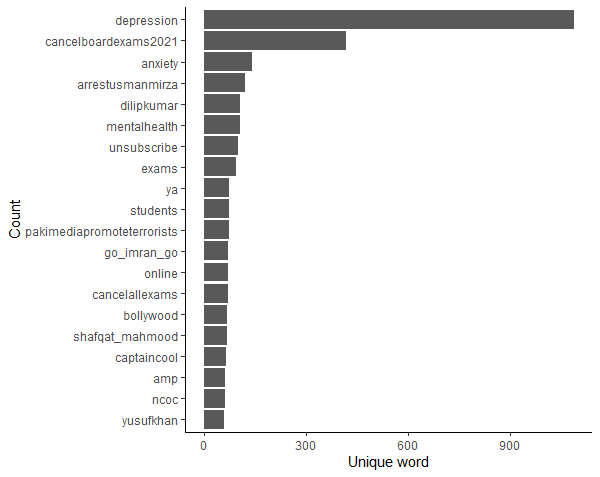 depression
cancelboardexams2021
anxiety
arrestusmanmirza
dilipkumar
mentalhealth
unsubscribe
exams
ya
students
pakimediapromoteterrorists
go_imran_go
online
cancelallexams
bollywood
shafqat_mahmood
captaincool
amp
ncoc
yusufkhan
Count
0 300 600 900
Unique word